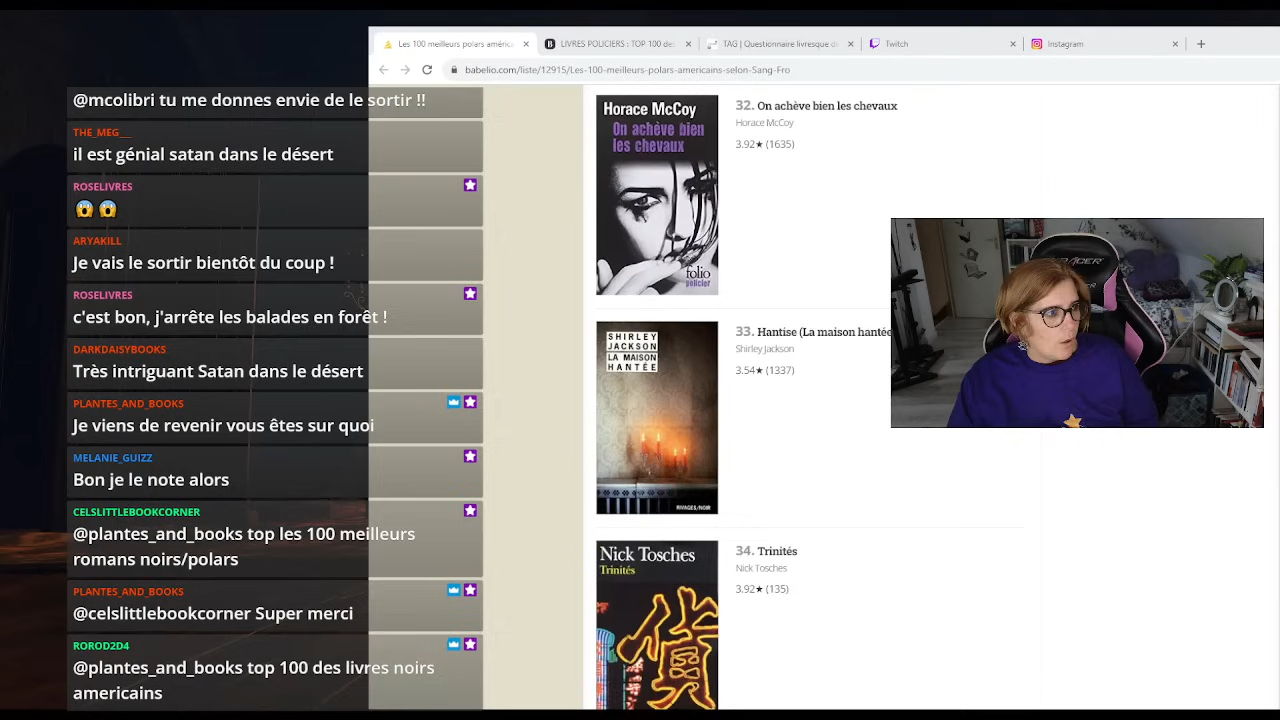 Les 100 meilleurs polars américa
LIVRES POLICIERS : TOP 100 des
TAG | Questionnaire livresque d
Twitch
Instagram
babelio.com/liste/12915/Les-100-meilleurs-polars-americains-selon-Sang-Fro
@mcolibri tu me donnes envie de le sortir !!
THE_MEG__
il est génial satan dans le désert
ROSELIVRES
😱 😱
ARYAKILL
Je vais le sortir bientôt du coup !
ROSELIVRES
c'est bon, j'arrête les balades en forêt !
DARKDAISYBOOKS
Très intriguant Satan dans le désert
PLANTES_AND_BOOKS
Je viens de revenir vous êtes sur quoi
MELANIE_GUIZZ
Bon je le note alors
CELSLITTLEBOOKCORNER
@plantes_and_books top les 100 meilleurs
romans noirs/polars
PLANTES_AND_BOOKS
@celslittlebookcorner Super merci
ROROD2D4
@plantes_and_books top 100 des livres noirs
americains
Horace McCoy
On achève bien
les chevaux
folio
policier
32. On achève bien les chevaux
Horace McCoy
3.92★ (1635)
SHIRLEY
JACKSON
LA MAISON
HANTÉE
RIVAGES/NOIR
33. Hantise (La maison hantée
Shirley Jackson
3.54★ (1337)
Nick Tosches
Trinités
34. Trinités
Nick Tosches
3.92★ (135)